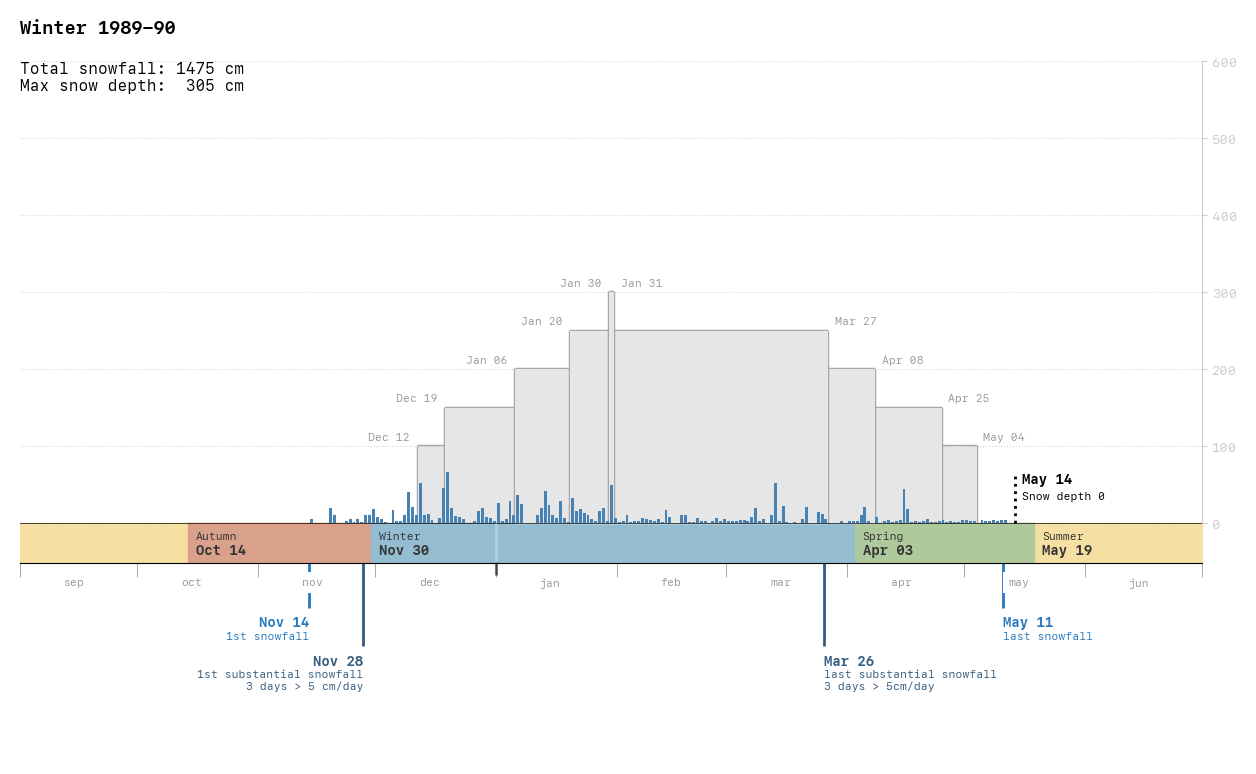 Winter 1989–90
Total snowfall: 1475 cm
Max snow depth: 305 cm
600
500
400
300
200
100
0
Jan 30
Jan 31
Jan 20
Mar 27
Jan 06
Apr 08
Dec 19
Apr 25
Dec 12
May 04
May 14
Snow depth 0
Autumn
Oct 14
Winter
Nov 30
Spring
Apr 03
Summer
May 19
sep
oct
nov
dec
jan
feb
mar
apr
may
jun
Nov 14
1st snowfall
May 11
last snowfall
Nov 28
1st substantial snowfall
3 days > 5 cm/day
Mar 26
last substantial snowfall
3 days > 5cm/day